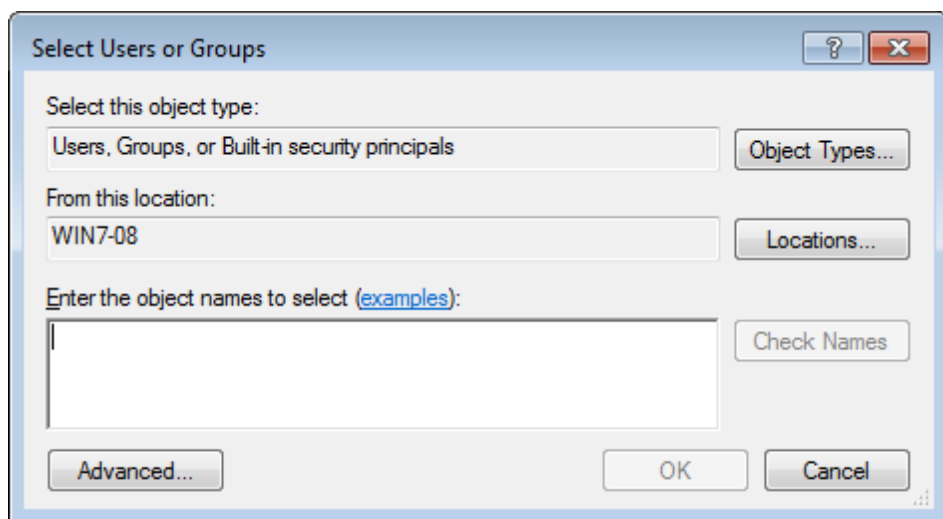 Select Users or Groups
Select this object type:
Users, Groups, or Built-in security principals
Object Types...
From this location:
WIN7-08
Locations...
Enter the object names to select (examples):
Check Names
Advanced...
OK
Cancel